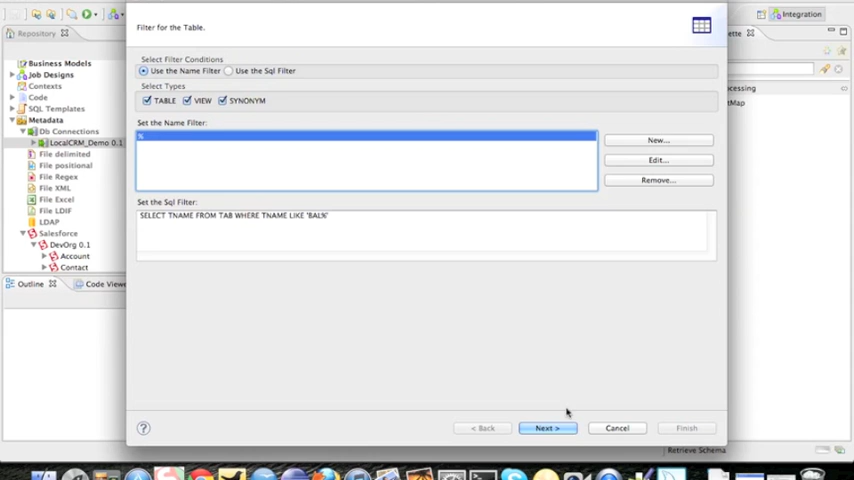 Filter for the Table.
Integration
Repository
ette
Select Filter Conditions
Use the Name Filter
Use the Sql Filter
Business Models
Job Designs
Contexts
Code
SQL Templates
Metadata
Db Connections
LocalCRM_Demo 0.1
File delimited
File positional
File Regex
File XML
File Excel
File LDIF
LDAP
Salesforce
DevOrg 0.1
Account
Contact
Outline
Code Viewe
Select Types
TABLE
VIEW
SYNONYM
Set the Name Filter:
%
New...
Edit...
Remove...
Set the Sql Filter:
SELECT TNAME FROM TAB WHERE TNAME LIKE 'BAL%'
cessing
tMap
?
< Back
Next >
Cancel
Finish
Retrieve Schema